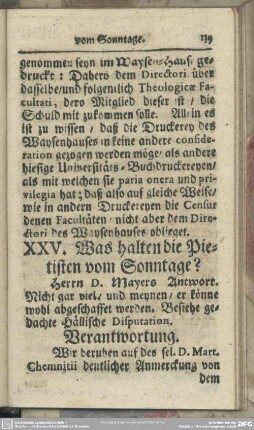 vom Sonntage. 139
genommen seyn im Waysen-Haus ge-
druckt: Dahero dem Directori über
dasselbe/und folgentlich Theologicæ Fa-
cultati, dero Mitglied dieser ist / die
Schuld mit zukommen solle. Allein es
ist zu wissen / daß die Druckerey des
Waysenhauses in keine andere conside-
ration gezogen werden möge/ als andere
hiesige Universitäts-Buchdruckereyen/
als mit welchen sie paria onera und pri-
vilegia hat; daß also auf gleiche Weise/
wie in andern Druckereyen die Censur
denen Facultäten / nicht aber dem Dire-
ctori des Waysenhauses oblieget.
XXV. Was halten die Pie-
tisten vom Sonntage?
Herrn D. Mayers Antwort.
Nicht gar viel/ und meynen/ er könne
wohl abgeschaffet werden. Bestehe ge-
dachte Hällische Disputation.
Verantwortung.
Wir beruhen auf des sel. D. Mart.
Chemnitii deutlicher Anmerckung von
dem